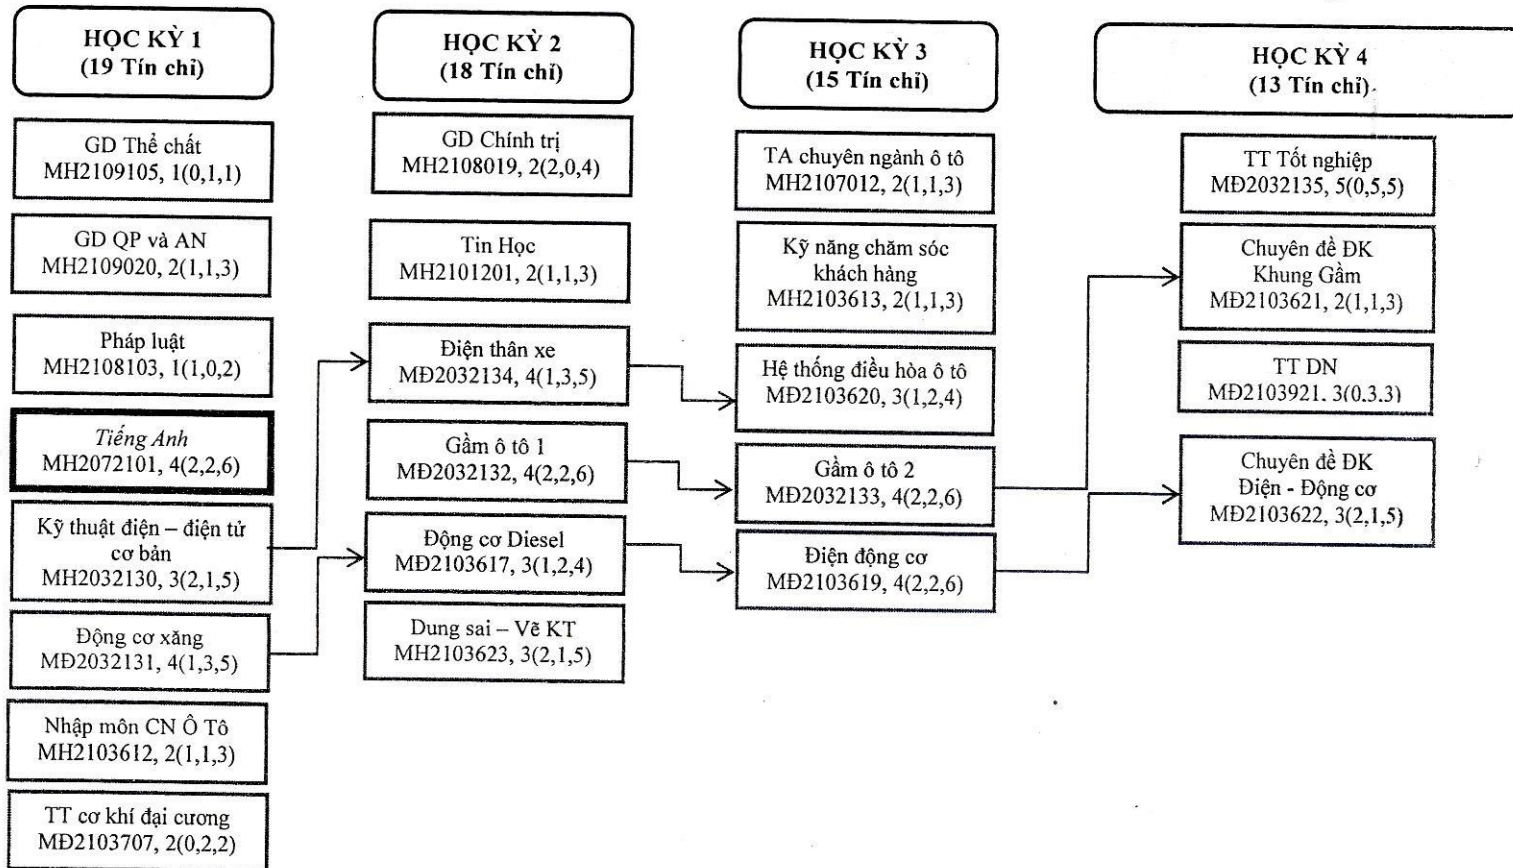 HỌC KỲ 1
(19 Tín chỉ)
GD Thể chất
MH2109105, 1(0,1,1)
GD QP và AN
MH2109020, 2(1,1,3)
Pháp luật
MH2108103, 1(1,0,2)
Tiếng Anh
MH2072101, 4(2,2,6)
Kỹ thuật điện – điện tử
cơ bản
MH2032130, 3(2,1,5)
Động cơ xăng
MĐ2032131, 4(1,3,5)
Nhập môn CN Ô Tô
MH2103612, 2(1,1,3)
TT cơ khí đại cương
MĐ2103707, 2(0,2,2)
HỌC KỲ 2
(18 Tín chỉ)
GD Chính trị
MH2108019, 2(2,0,4)
Tin Học
MH2101201, 2(1,1,3)
Điện thân xe
MĐ2032134, 4(1,3,5)
Gầm ô tô 1
MĐ2032132, 4(2,2,6)
Động cơ Diesel
MĐ2103617, 3(1,2,4)
Dung sai – Vẽ KT
MH2103623, 3(2,1,5)
HỌC KỲ 3
(15 Tín chỉ)
TA chuyên ngành ô tô
MH2107012, 2(1,1,3)
Kỹ năng chăm sóc
khách hàng
MH2103613, 2(1,1,3)
Hệ thống điều hòa ô tô
MĐ2103620, 3(1,2,4)
Gầm ô tô 2
MĐ2032133, 4(2,2,6)
Điện động cơ
MĐ2103619, 4(2,2,6)
HỌC KỲ 4
(13 Tín chỉ)
TT Tốt nghiệp
MĐ2032135, 5(0,5,5)
Chuyên đề ĐK
Khung Gầm
MĐ2103621, 2(1,1,3)
TT DN
MĐ2103921, 3(0,3,3)
Chuyên đề ĐK
Điện - Động cơ
MĐ2103622, 3(2,1,5)